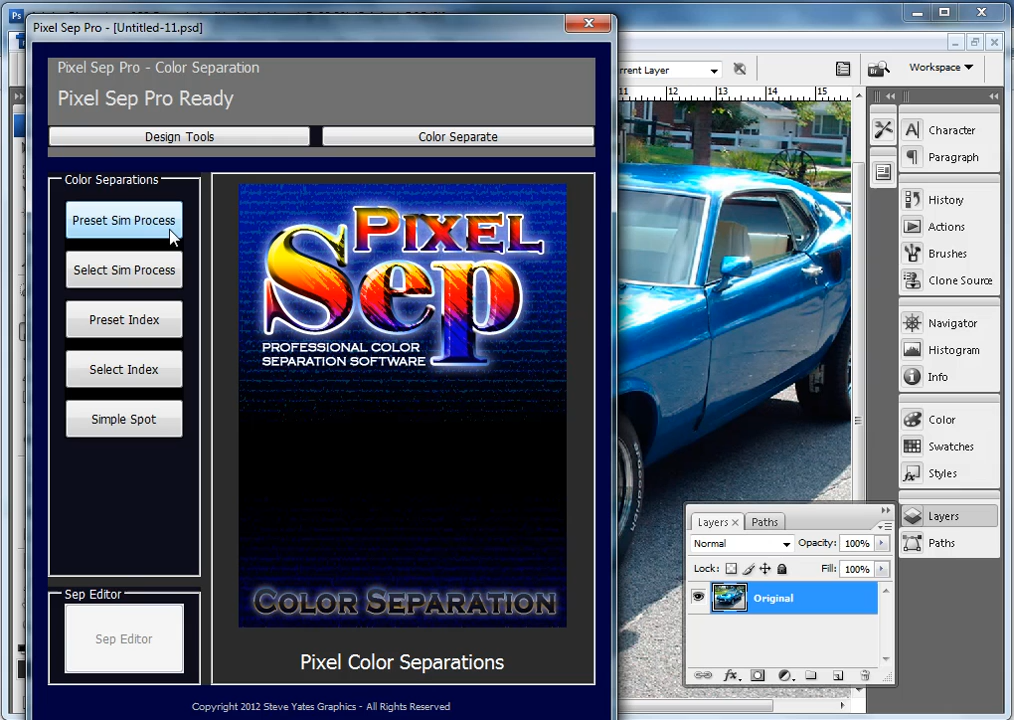 Ps
Pixel Sep Pro - [Untitled-11.psd]
Pixel Sep Pro - Color Separation
Pixel Sep Pro Ready
Design Tools
Color Separate
Color Separations
Preset Sim Process
Select Sim Process
Preset Index
Select Index
Simple Spot
Sep Editor
Sep Editor
PIXEL
Sep
PROFESSIONAL COLOR
SEPARATION SOFTWARE
COLOR SEPARATION
Pixel Color Separations
Copyright 2012 Steve Yates Graphics - All Rights Reserved
rrent Layer
Workspace
11 12 13 14 15
Character
Paragraph
History
Actions
Brushes
Clone Source
Navigator
Histogram
Info
Color
Swatches
Styles
Layers
Paths
Layers × Paths
Normal Opacity: 100%
Lock: Fill: 100%
Original